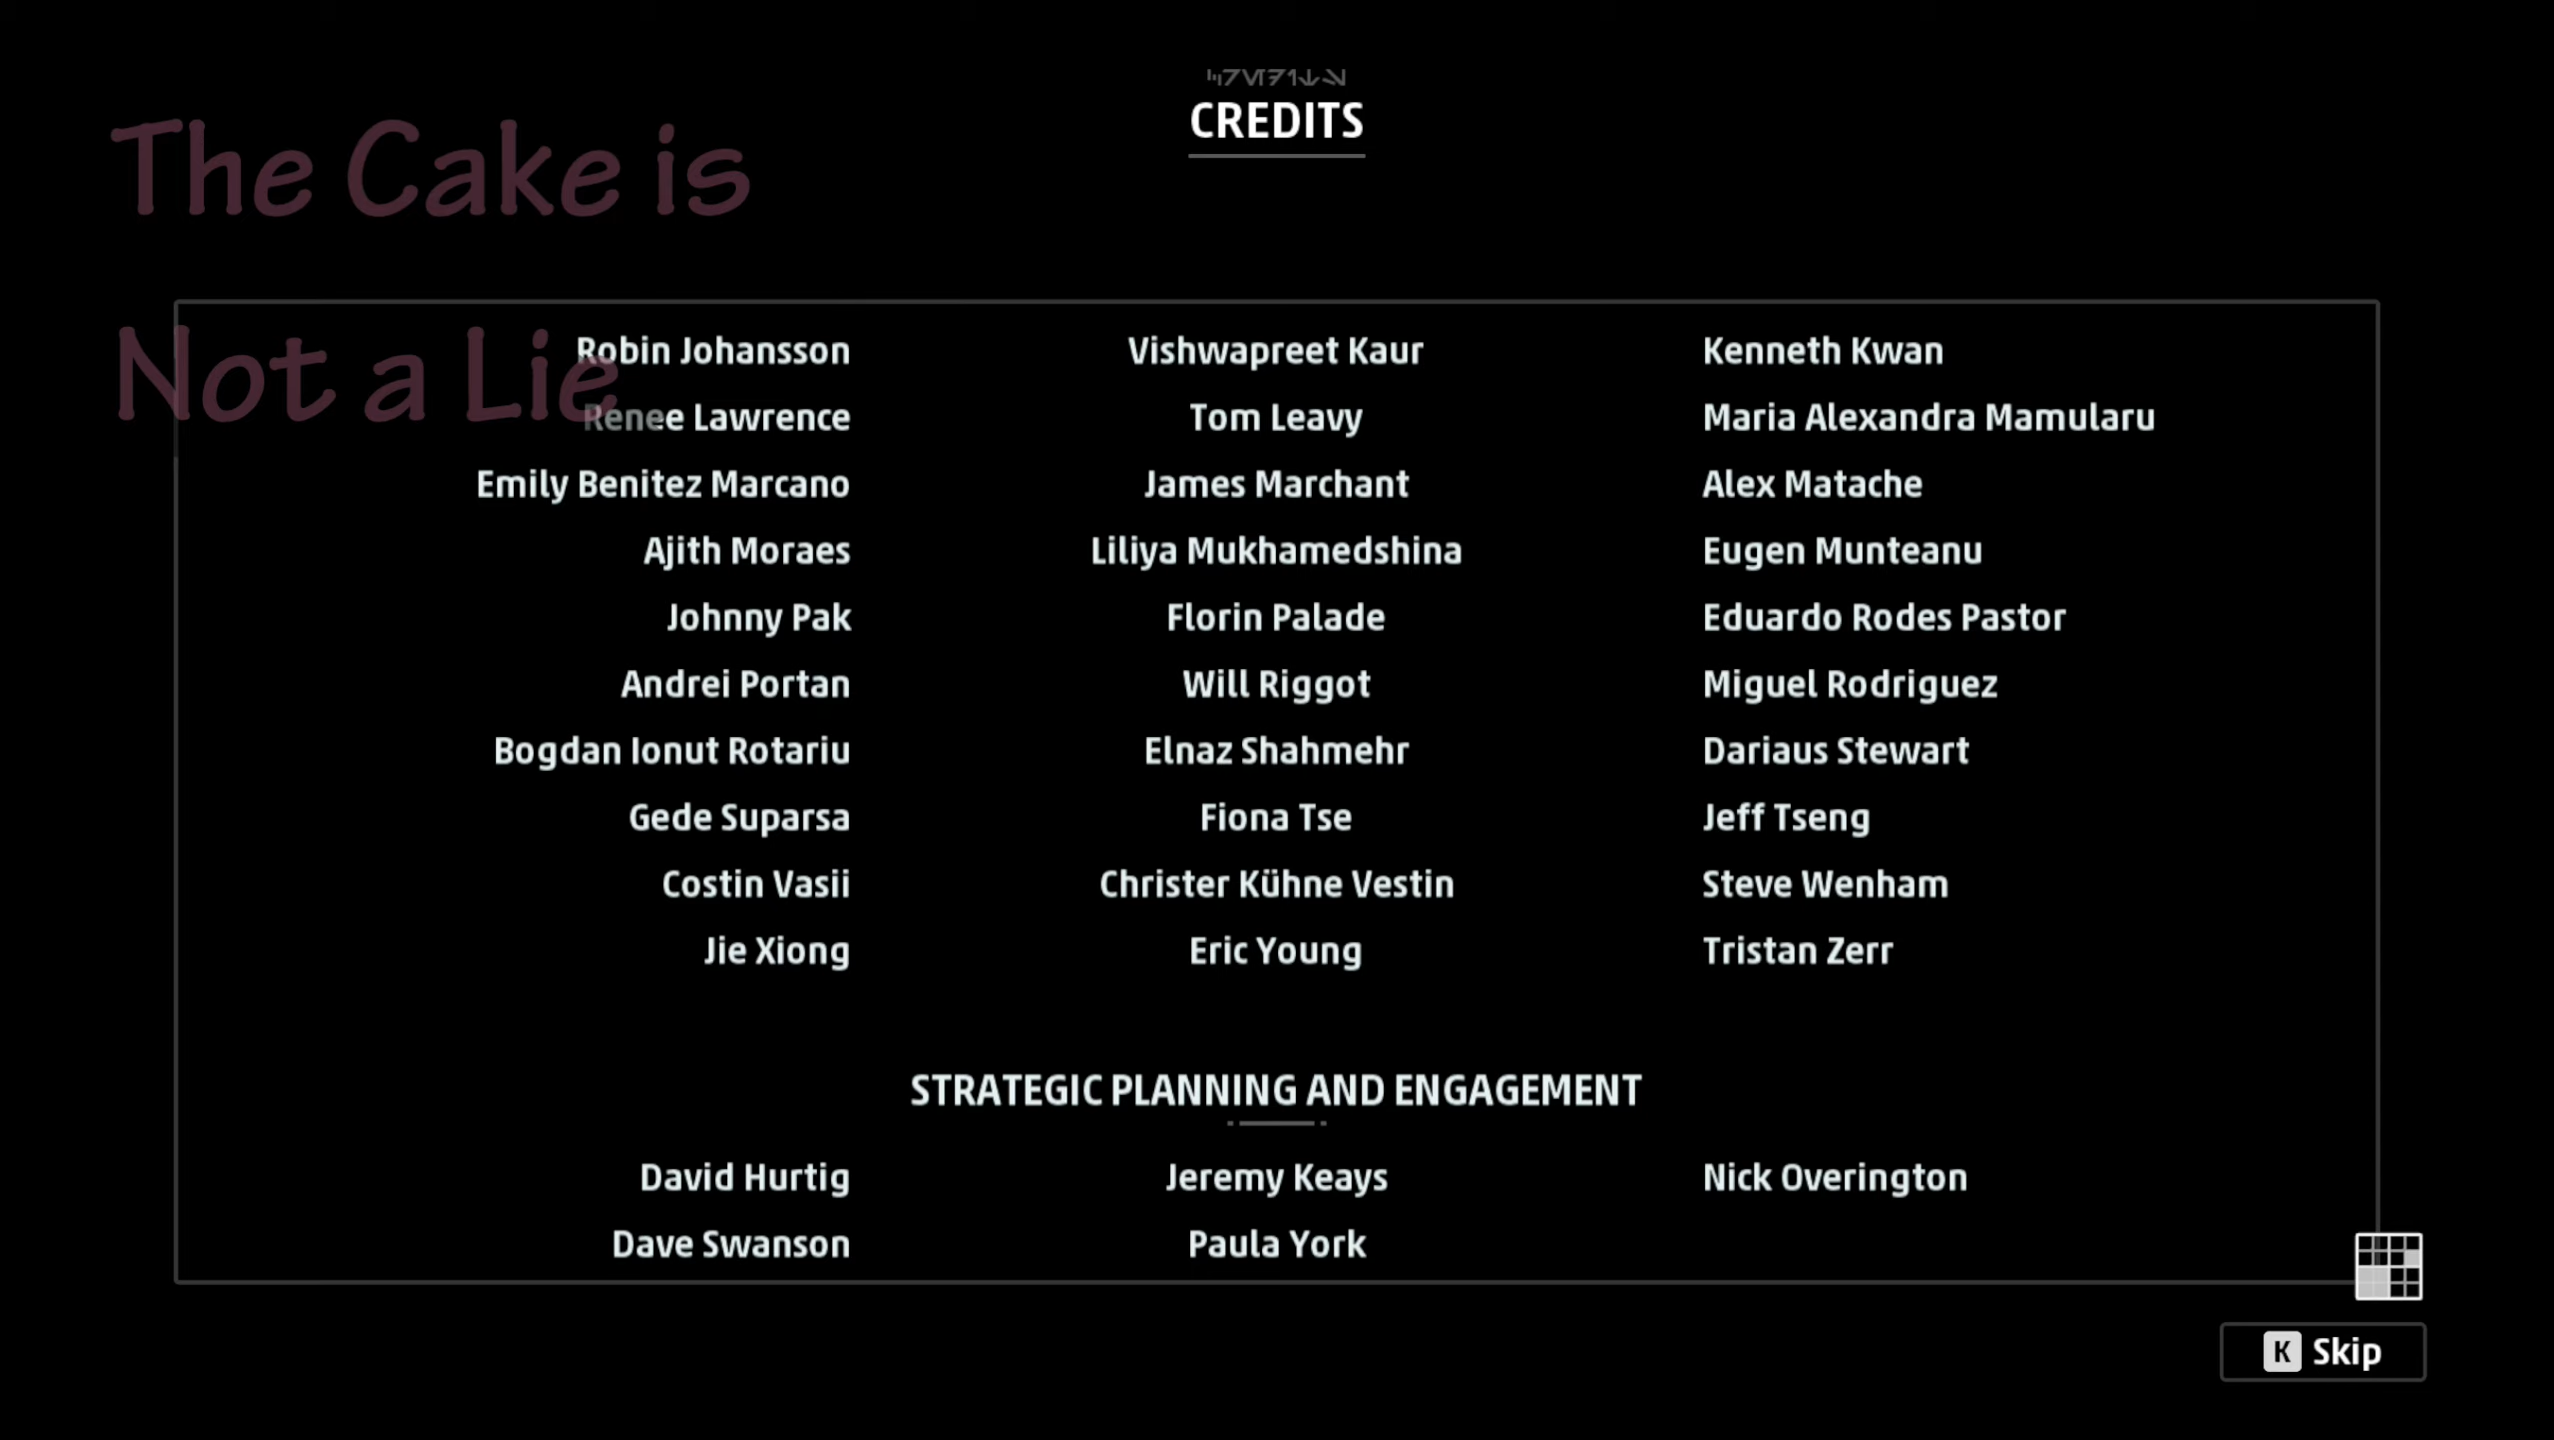 CREDITS
The Cake is
Not a Lie
Robin Johansson Vishwapreet Kaur Kenneth Kwan
Renee Lawrence Tom Leavy Maria Alexandra Mamularu
Emily Benitez Marcano James Marchant Alex Matache
Ajith Moraes Liliya Mukhamedshina Eugen Munteanu
Johnny Pak Florin Palade Eduardo Rodes Pastor
Andrei Portan Will Riggot Miguel Rodriguez
Bogdan Ionut Rotariu Elnaz Shahmehr Dariaus Stewart
Gede Suparsa Fiona Tse Jeff Tseng
Costin Vasii Christer Kühne Vestin Steve Wenham
Jie Xiong Eric Young Tristan Zerr
STRATEGIC PLANNING AND ENGAGEMENT
David Hurtig Jeremy Keays Nick Overington
Dave Swanson Paula York
K Skip